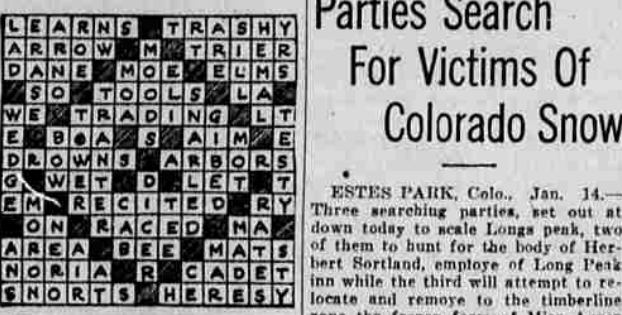 LEARNS TRASHY
ARROW M TRIER
DANE MOE ELMS
SO TOOLS LA
WE TRADING LT
E BOA S AIM E
DROWNS ARBORS
G WET D LET T
EM RECITED RY
ON RACED MA
AREA BEE MATS
NORIA R CADET
SNORTS HERESY
Parties Search
For Victims Of
Colorado Snow
ESTES PARK, Colo., Jan. 14.—
Three searching parties, set out at
down today to scale Longs peak, two
of them to hunt for the body of Her-
bert Sortland, employe of Long Peak
inn while the third will attempt to re-
locate and remoye to the timberline